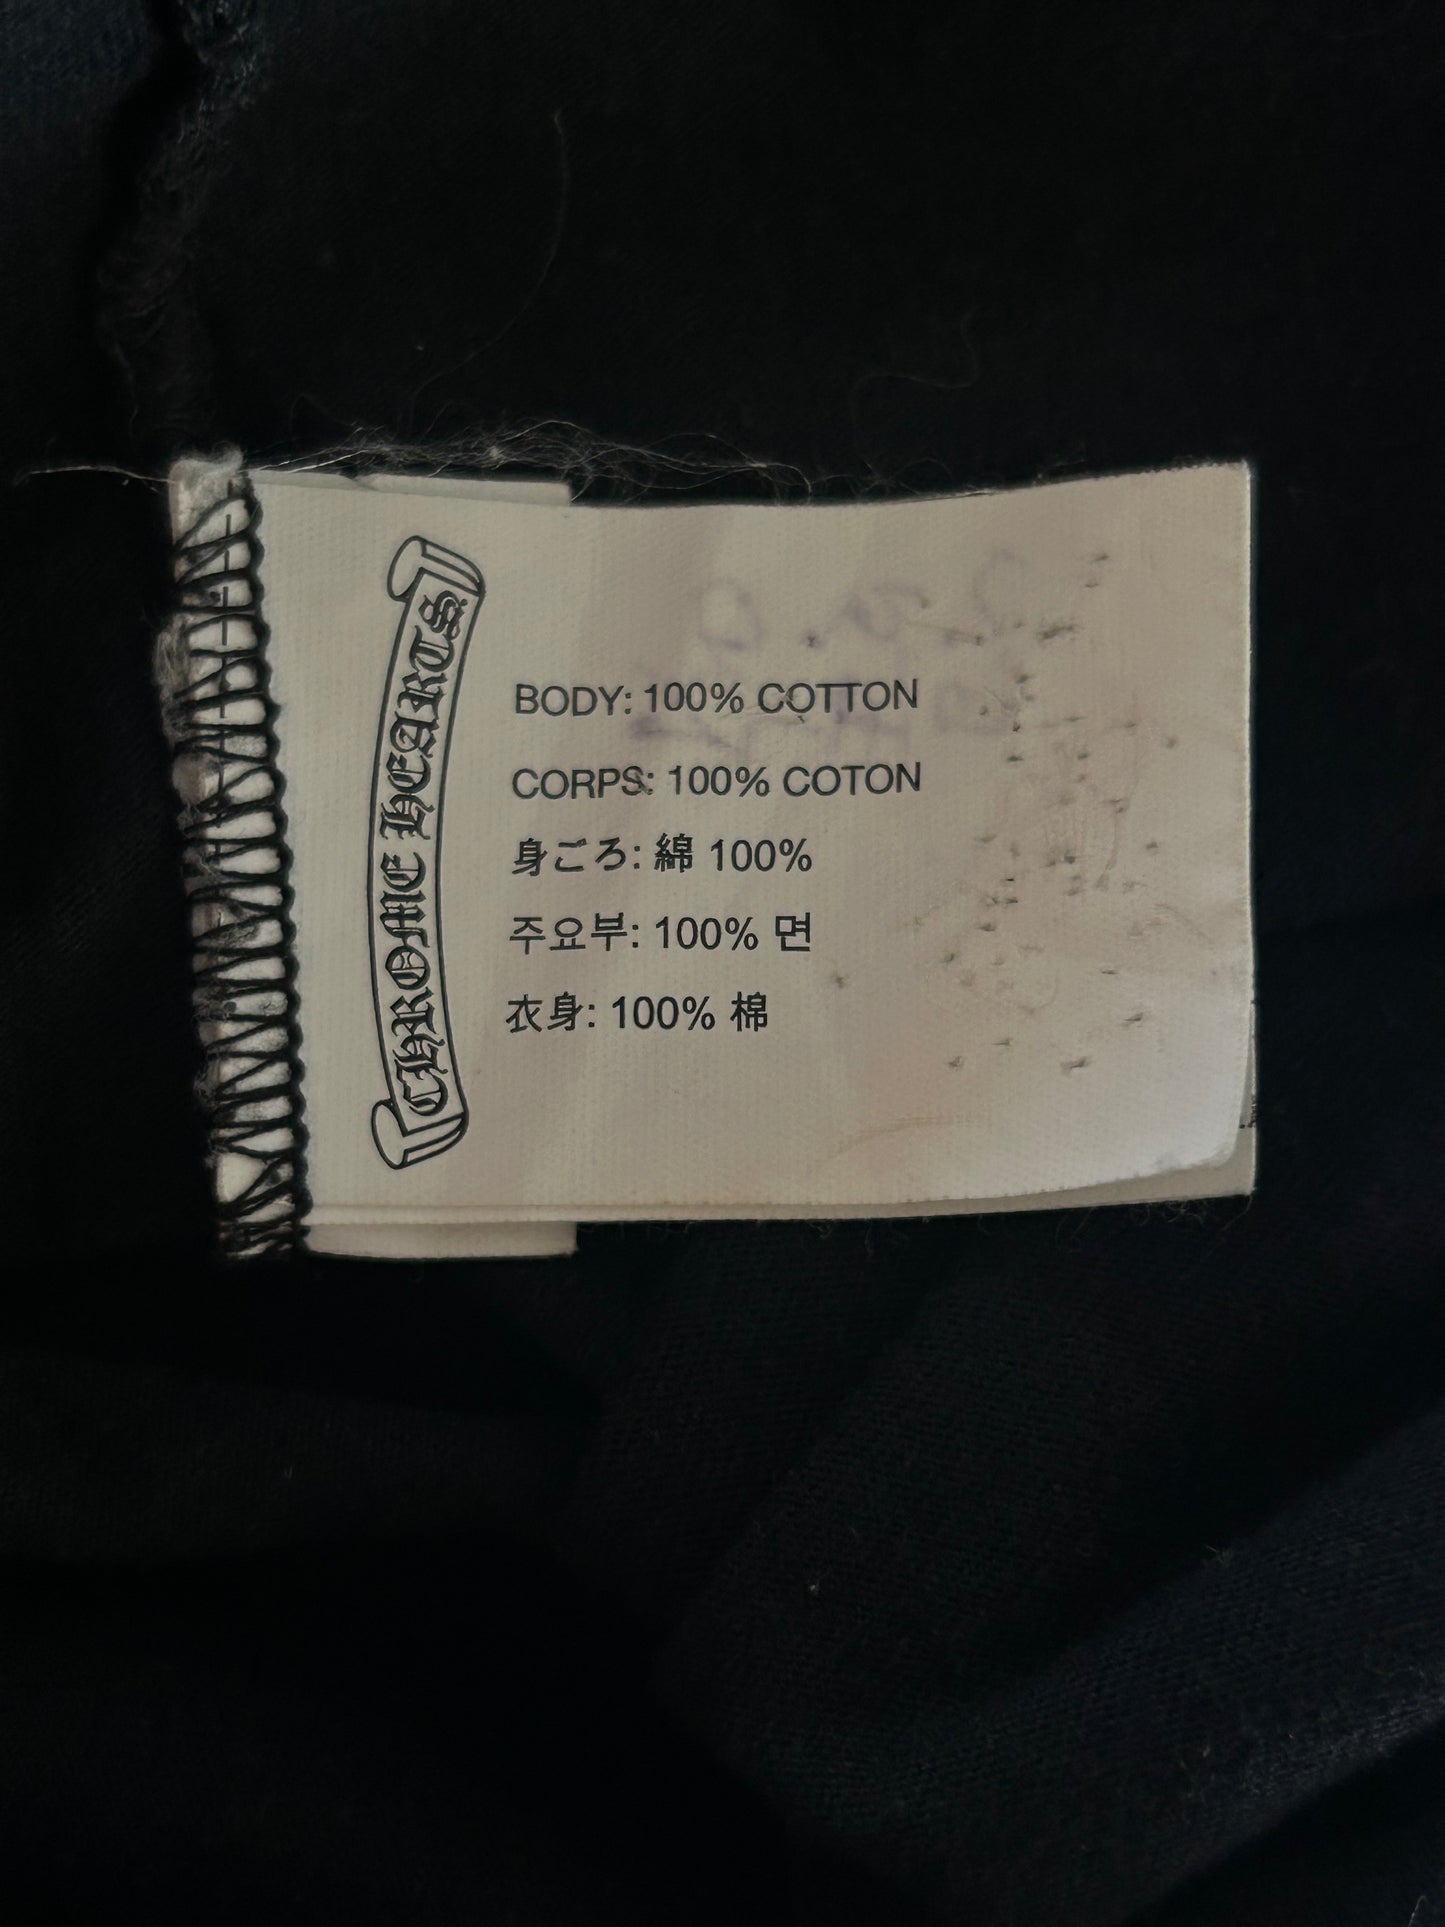 CHROME HEARTS
BODY: 100% COTTON
CORPS: 100% COTON
身ごろ: 綿 100%
주요부: 100% 면
衣身: 100% 棉